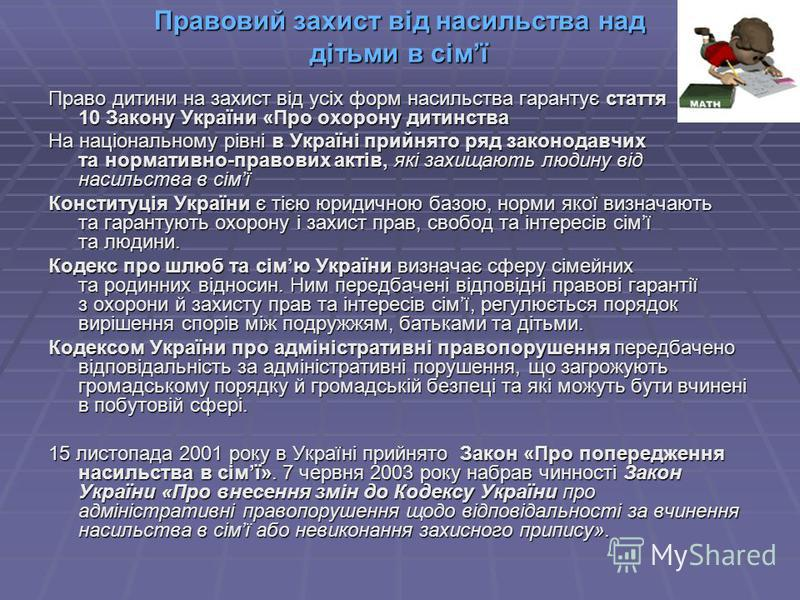 Правовий захист від насильства над
дітьми в сім’ї
MATH
Право дитини на захист від усіх форм насильства гарантує стаття
10 Закону України «Про охорону дитинства
На національному рівні в Україні прийнято ряд законодавчих
та нормативно-правових актів, які захищають людину від
насильства в сім’ї
Конституція України є тією юридичною базою, норми якої визначають
та гарантують охорону і захист прав, свобод та інтересів сім’ї
та людини.
Кодекс про шлюб та сім’ю України визначає сферу сімейних
та родинних відносин. Ним передбачені відповідні правові гарантії
з охорони й захисту прав та інтересів сім’ї, регулюється порядок
вирішення спорів між подружжям, батьками та дітьми.
Кодексом України про адміністративні правопорушення передбачено
відповідальність за адміністративні порушення, що загрожують
громадському порядку й громадській безпеці та які можуть бути вчинені
в побутовій сфері.
15 листопада 2001 року в Україні прийнято Закон «Про попередження
насильства в сім’ї». 7 червня 2003 року набрав чинності Закон
України «Про внесення змін до Кодексу України про
адміністративні правопорушення щодо відповідальності за вчинення
насильства в сім’ї або невиконання захисного припису».
MyShared